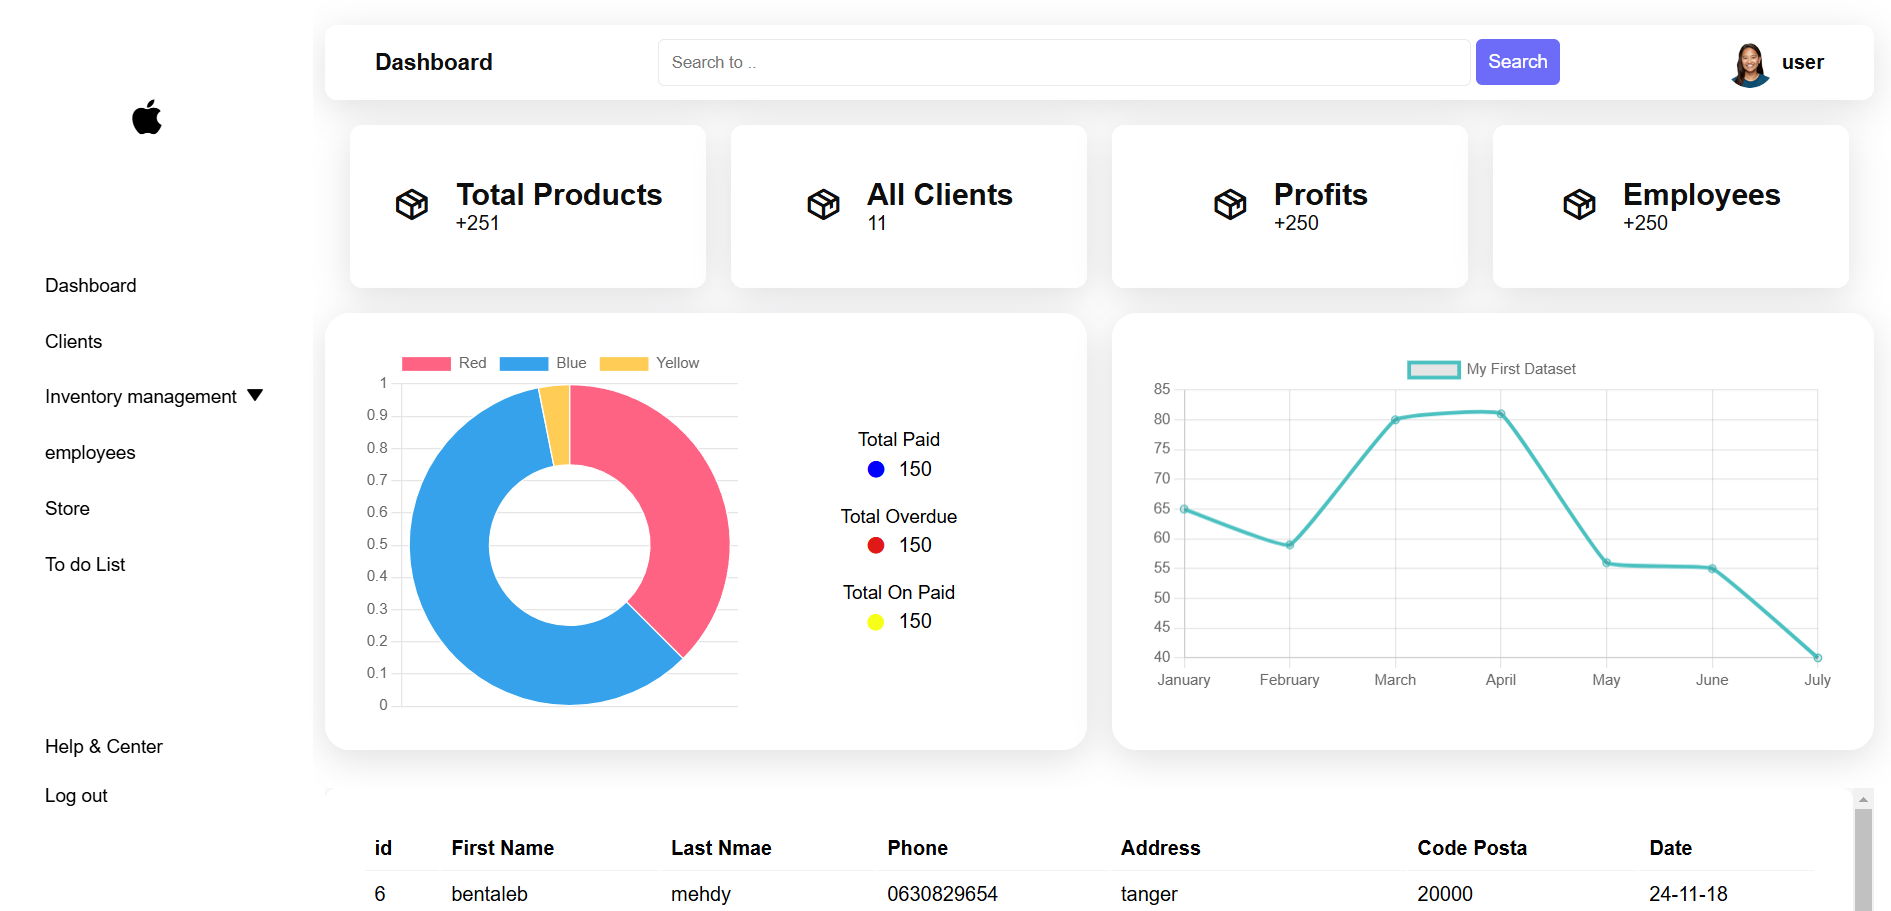 Dashboard
Search to ..
Search
user
Total Products
+251
All Clients
11
Profits
+250
Employees
+250
Dashboard
Clients
Inventory management
employees
Store
To do List
Help & Center
Log out
Red Blue Yellow
1
0.9
0.8
0.7
0.6
0.5
0.4
0.3
0.2
0.1
0
Total Paid
150
Total Overdue
150
Total On Paid
150
My First Dataset
85
80
75
70
65
60
55
50
45
40
January February March April May June July
id First Name Last Nmae Phone Address Code Posta Date
6 bentaleb mehdy 0630829654 tanger 20000 24-11-18